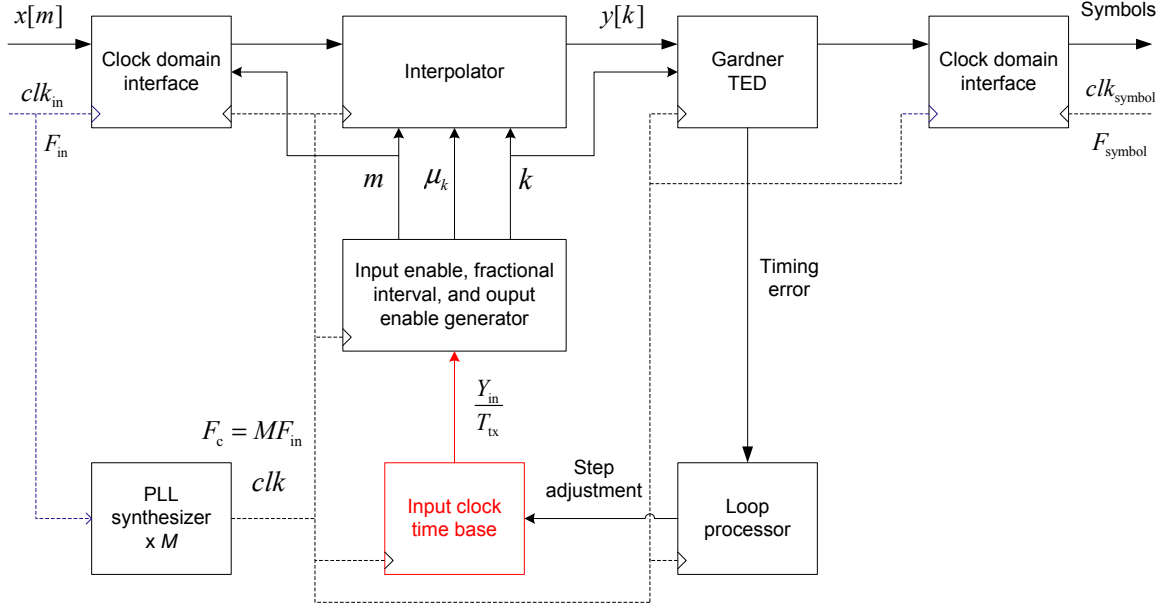 x[m]
y[k]
Symbols
Clock domain
interface
Interpolator
Gardner
TED
Clock domain
interface
clk_in
clk_symbol
F_in
F_symbol
m
μ_k
k
Input enable, fractional
interval, and ouput
enable generator
Timing
error
Y_in
T_tx
F_c = MF_in
clk
PLL
synthesizer
x M
Input clock
time base
Step
adjustment
Loop
processor